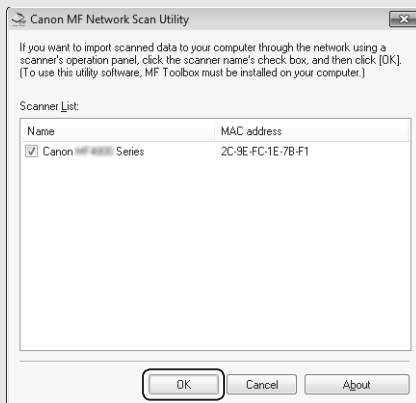 Canon MF Network Scan Utility
If you want to import scanned data to your computer through the network using a
scanner's operation panel, click the scanner name's check box, and then click [OK].
(To use this utility software, MF Toolbox must be installed on your computer.)
Scanner List:
Name MAC address
Canon Series 2C-9E-FC-1E-7B-F1
OK Cancel About